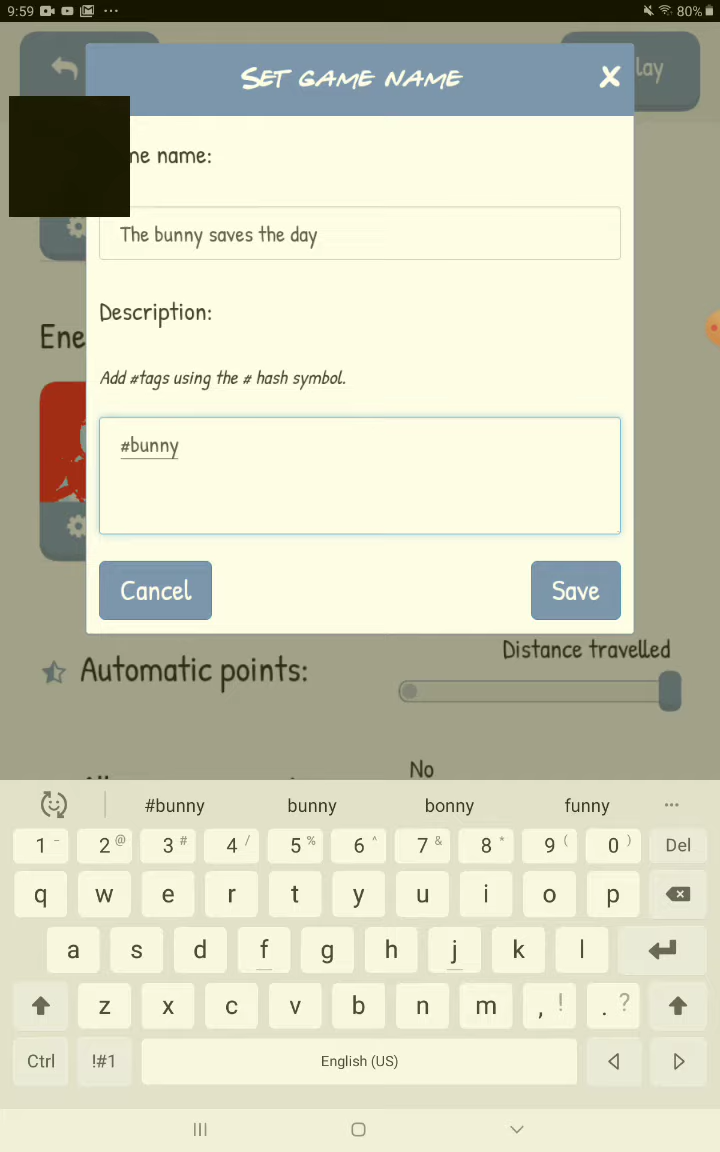 9:59
80%
lay
SET GAME NAME
X
ne name:
The bunny saves the day
Description:
Add #tags using the # hash symbol.
Ene
#bunny
Cancel
Save
Distance travelled
Automatic points:
No
#bunny bunny bonny funny
1 - 2 @ 3 # 4 / 5 % 6 ^ 7 & 8 * 9 ( 0 ) Del
q w e r t y u i o p
a s d f g h j k l
z x c v b n m , ! . ?
Ctrl !#1 English (US)